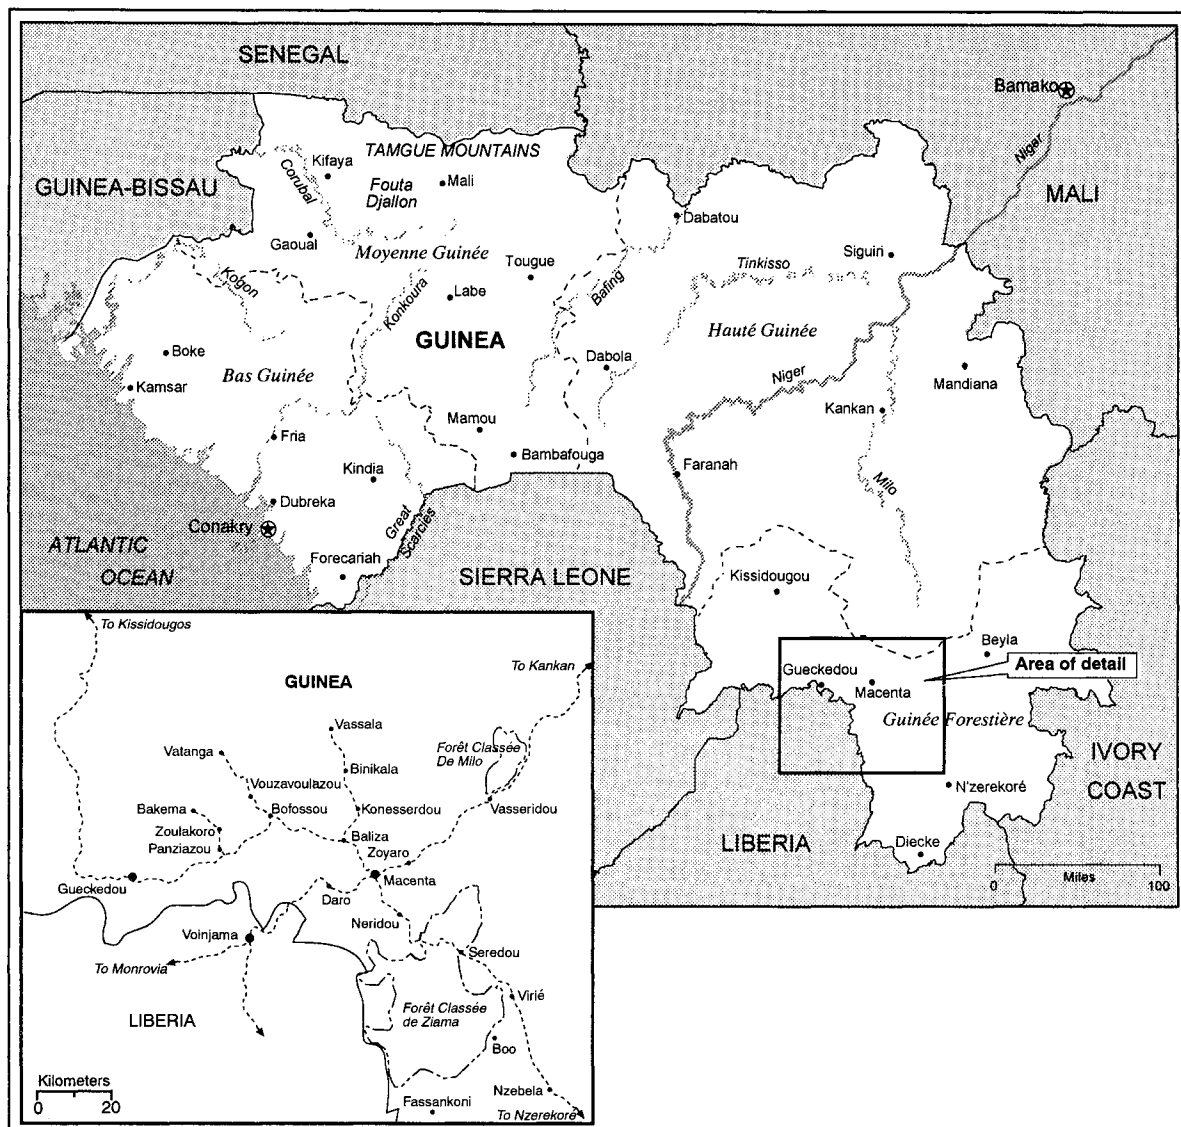 SENEGAL
Bamako
Niger
MALI
TAMGUE MOUNTAINS
Kifaya
Corubal
Fouta
Djallon
Mali
GUINEA-BISSAU
Dabatou
Gaoual
Moyenne Guinée
Siguiri
Tougue
Tinkisso
Kogon
Konkoura
Labe
Bafing
GUINEA
Hauté Guinée
Boke
Dabola
Bas Guinée
Niger
Mandiana
Kamsar
Kankan
Mamou
Fria
Bambafouga
Kindia
Faranah
Milo
Dubreka
Great
Scarcies
Conakry
ATLANTIC
OCEAN
Forecariah
SIERRA LEONE
Kissidougou
Beyla
Area of detail
Gueckedou
Macenta
Guinée Forestière
IVORY
COAST
N'zerekoré
LIBERIA
Diecke
Miles
0 100
To Kissidougos
To Kankan
GUINEA
Vassala
Vatanga
Forêt Classée
De Milo
Binikala
Vouzavoulazou
Bakema
Bofossou
Konesserdou
Vasseridou
Zoulakoro
Panziazou
Baliza
Zoyaro
Gueckedou
Macenta
Daro
Neridou
Voinjama
Seredou
To Monrovia
Virié
LIBERIA
Forêt Classée
de Ziama
Boo
Kilometers
0 20
Nzebela
Fassankoni
To Nzerekoré